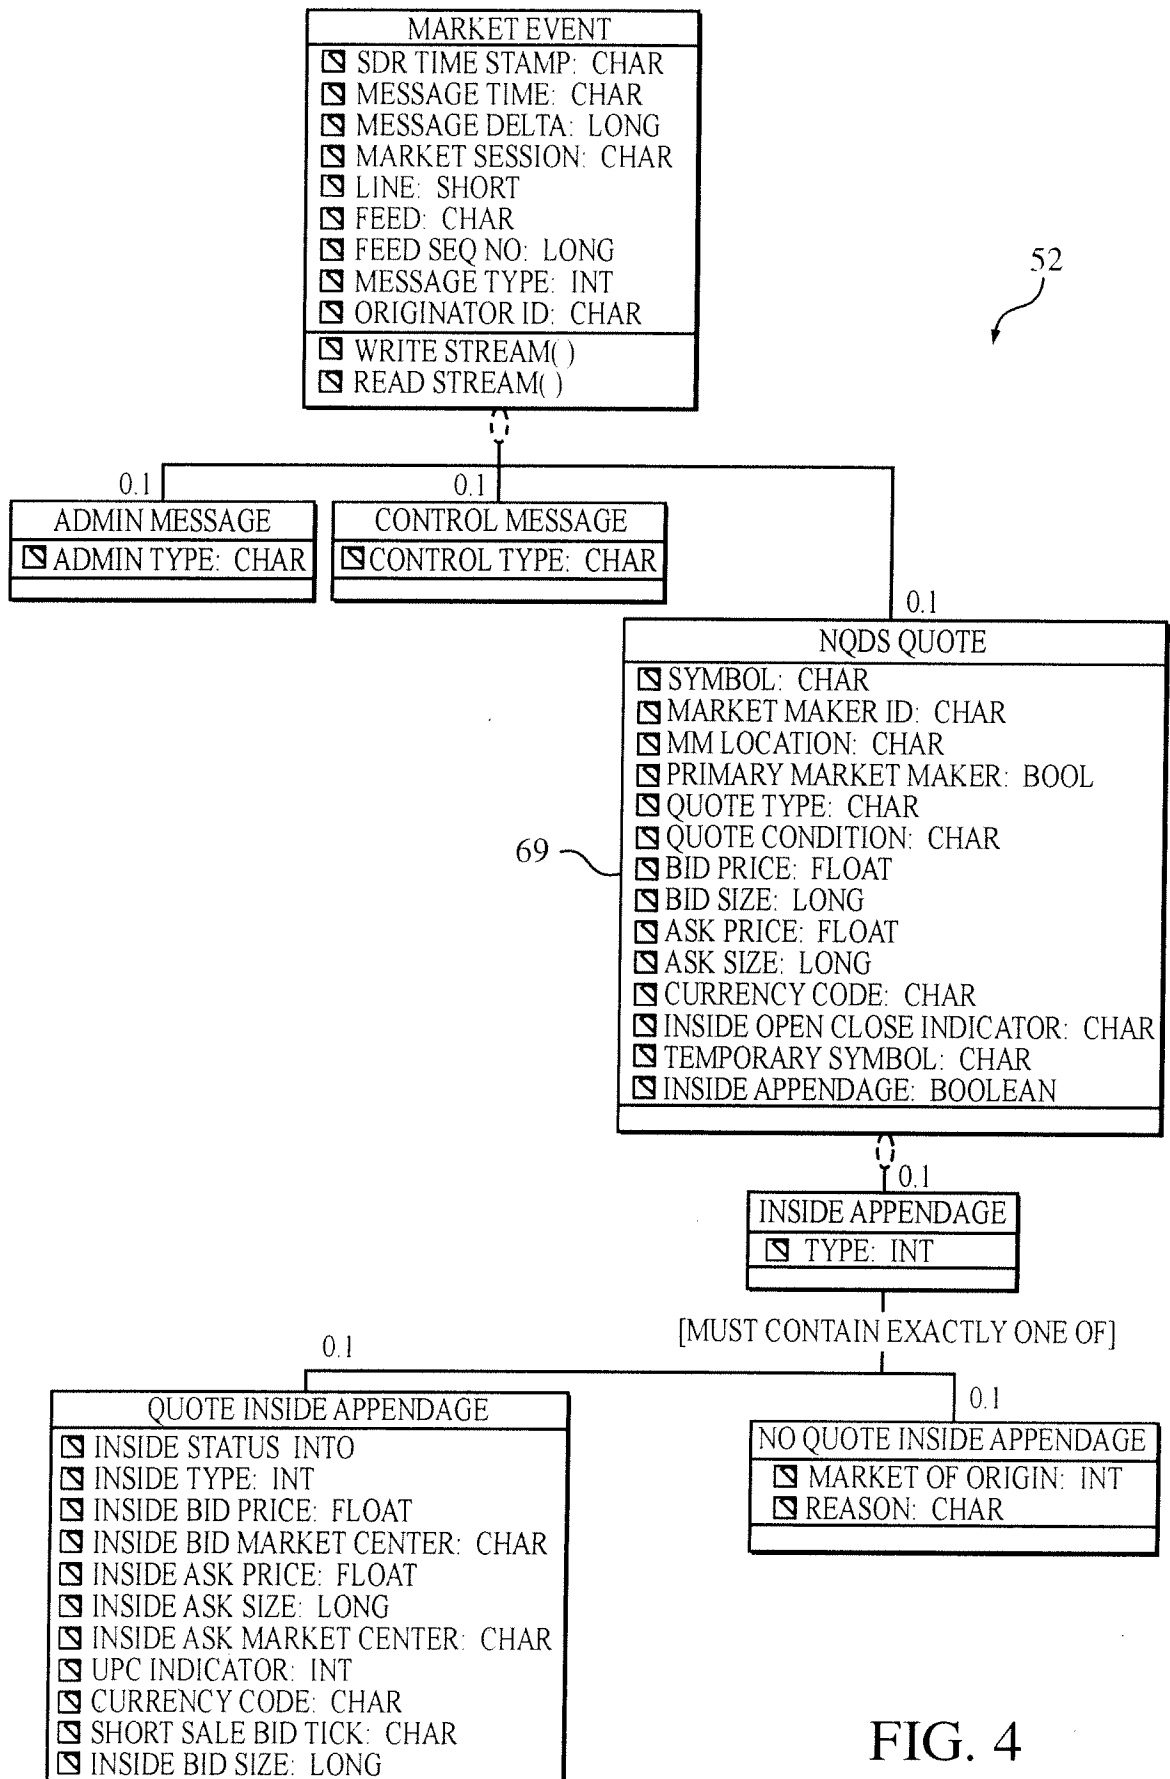 MARKET EVENT
SDR TIME STAMP: CHAR
MESSAGE TIME: CHAR
MESSAGE DELTA: LONG
MARKET SESSION: CHAR
LINE: SHORT
FEED: CHAR
FEED SEQ NO: LONG
MESSAGE TYPE: INT
ORIGINATOR ID: CHAR
WRITE STREAM( )
READ STREAM( )
52
0.1
ADMIN MESSAGE
ADMIN TYPE: CHAR
0.1
CONTROL MESSAGE
CONTROL TYPE: CHAR
0.1
NQDS QUOTE
SYMBOL: CHAR
MARKET MAKER ID: CHAR
MM LOCATION: CHAR
PRIMARY MARKET MAKER: BOOL
QUOTE TYPE: CHAR
QUOTE CONDITION: CHAR
BID PRICE: FLOAT
BID SIZE: LONG
ASK PRICE: FLOAT
ASK SIZE: LONG
CURRENCY CODE: CHAR
INSIDE OPEN CLOSE INDICATOR: CHAR
TEMPORARY SYMBOL: CHAR
INSIDE APPENDAGE: BOOLEAN
69
0.1
INSIDE APPENDAGE
TYPE: INT
[MUST CONTAIN EXACTLY ONE OF]
0.1
QUOTE INSIDE APPENDAGE
INSIDE STATUS INTO
INSIDE TYPE: INT
INSIDE BID PRICE: FLOAT
INSIDE BID MARKET CENTER: CHAR
INSIDE ASK PRICE: FLOAT
INSIDE ASK SIZE: LONG
INSIDE ASK MARKET CENTER: CHAR
UPC INDICATOR: INT
CURRENCY CODE: CHAR
SHORT SALE BID TICK: CHAR
INSIDE BID SIZE: LONG
0.1
NO QUOTE INSIDE APPENDAGE
MARKET OF ORIGIN: INT
REASON: CHAR
FIG. 4